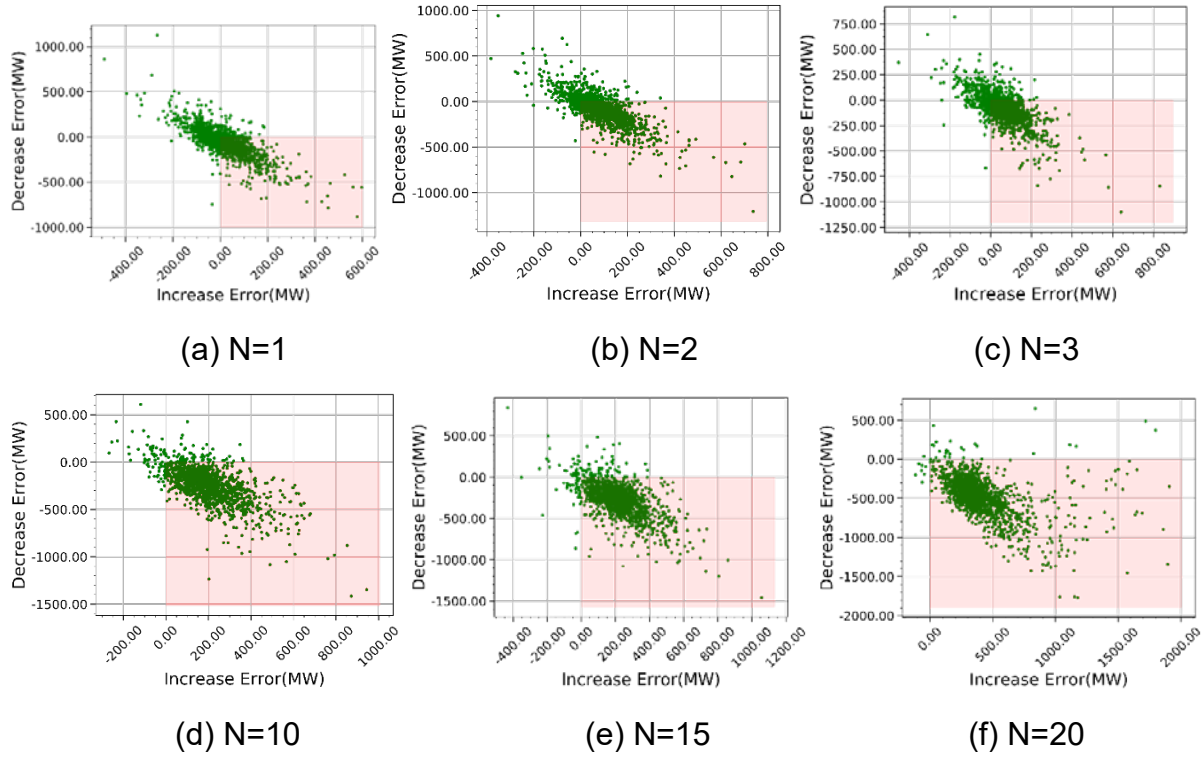 1000.00
500.00
0.00
-500.00
-1000.00
Decrease Error(MW)
-400.00 -200.00 0.00 200.00 400.00 600.00
Increase Error(MW)
(a) N=1
1000.00
500.00
0.00
-500.00
-1000.00
Decrease Error(MW)
-400.00 -200.00 0.00 200.00 400.00 600.00 800.00
Increase Error(MW)
(b) N=2
750.00
500.00
250.00
0.00
-250.00
-500.00
-750.00
-1000.00
-1250.00
Decrease Error(MW)
-400.00 -200.00 0.00 200.00 400.00 600.00 800.00
Increase Error(MW)
(c) N=3
500.00
0.00
-500.00
-1000.00
-1500.00
Decrease Error(MW)
-200.00 0.00 200.00 400.00 600.00 800.00 1000.00
Increase Error(MW)
(d) N=10
500.00
0.00
-500.00
-1000.00
-1500.00
Decrease Error(MW)
-400.00 -200.00 0.00 200.00 400.00 600.00 800.00 1000.00 1200.00
Increase Error(MW)
(e) N=15
500.00
0.00
-500.00
-1000.00
-1500.00
-2000.00
Decrease Error(MW)
0.00 500.00 1000.00 1500.00 2000.00
Increase Error(MW)
(f) N=20